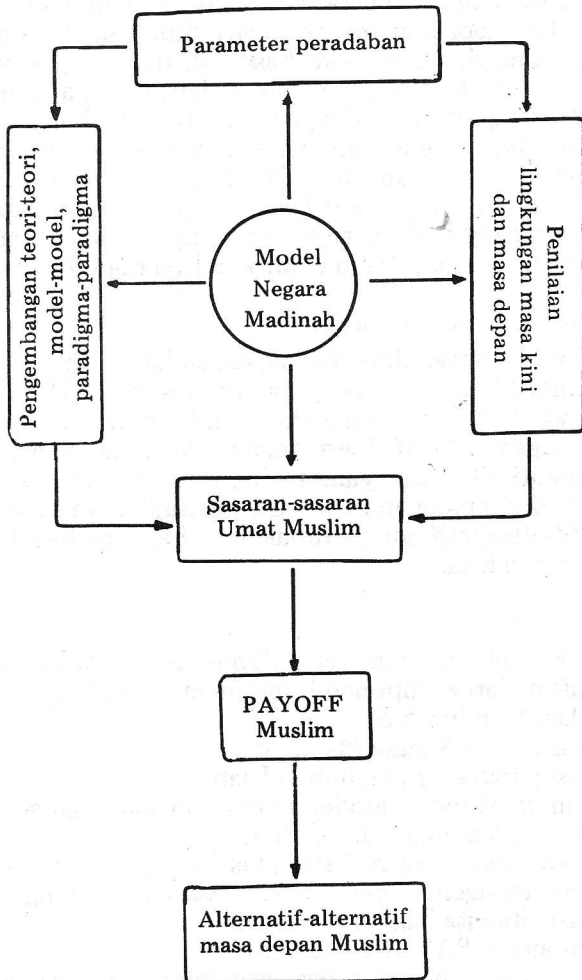 Parameter peradaban
Pengembangan teori-teori,
model-model,
paradigma-paradigma
Model
Negara
Madinah
Penilaian
lingkungan masa kini
dan masa depan
Sasaran-sasaran
Umat Muslim
PAYOFF
Muslim
Alternatif-alternatif
masa depan Muslim